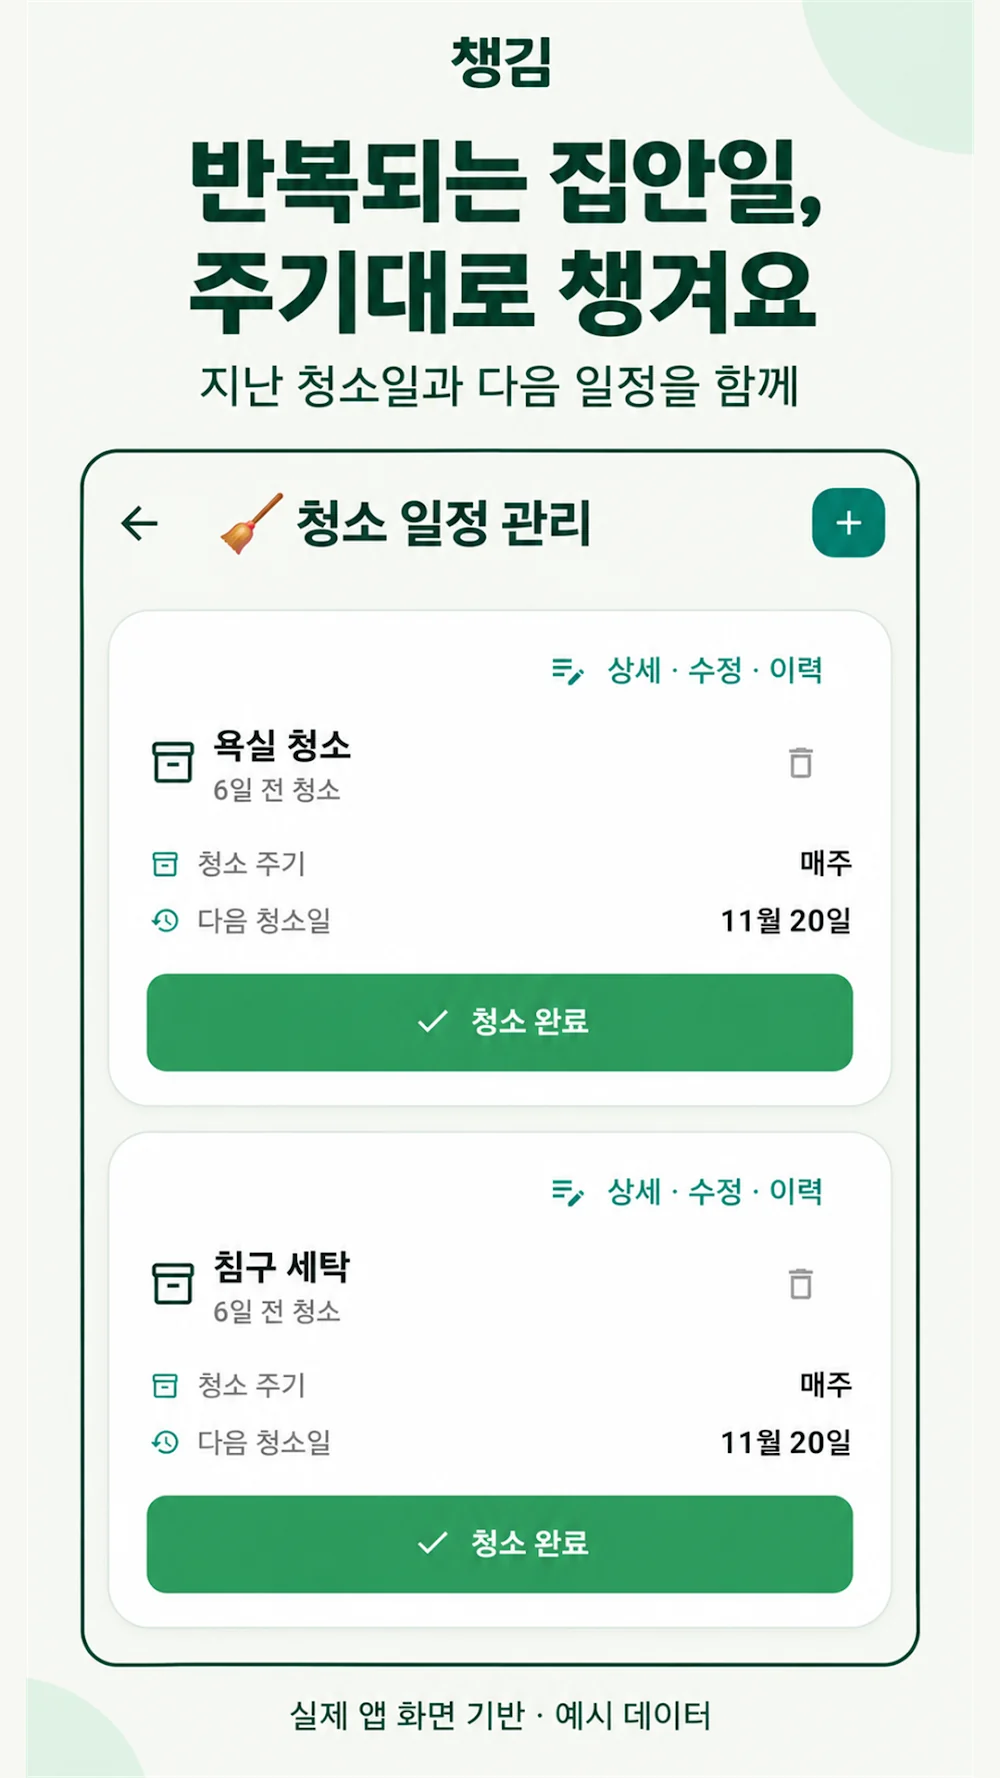 챙김
반복되는 집안일,
주기대로 챙겨요
지난 청소일과 다음 일정을 함께
청소 일정 관리
상세 · 수정 · 이력
욕실 청소
6일 전 청소
청소 주기 매주
다음 청소일 11월 20일
청소 완료
상세 · 수정 · 이력
침구 세탁
6일 전 청소
청소 주기 매주
다음 청소일 11월 20일
청소 완료
실제 앱 화면 기반 · 예시 데이터